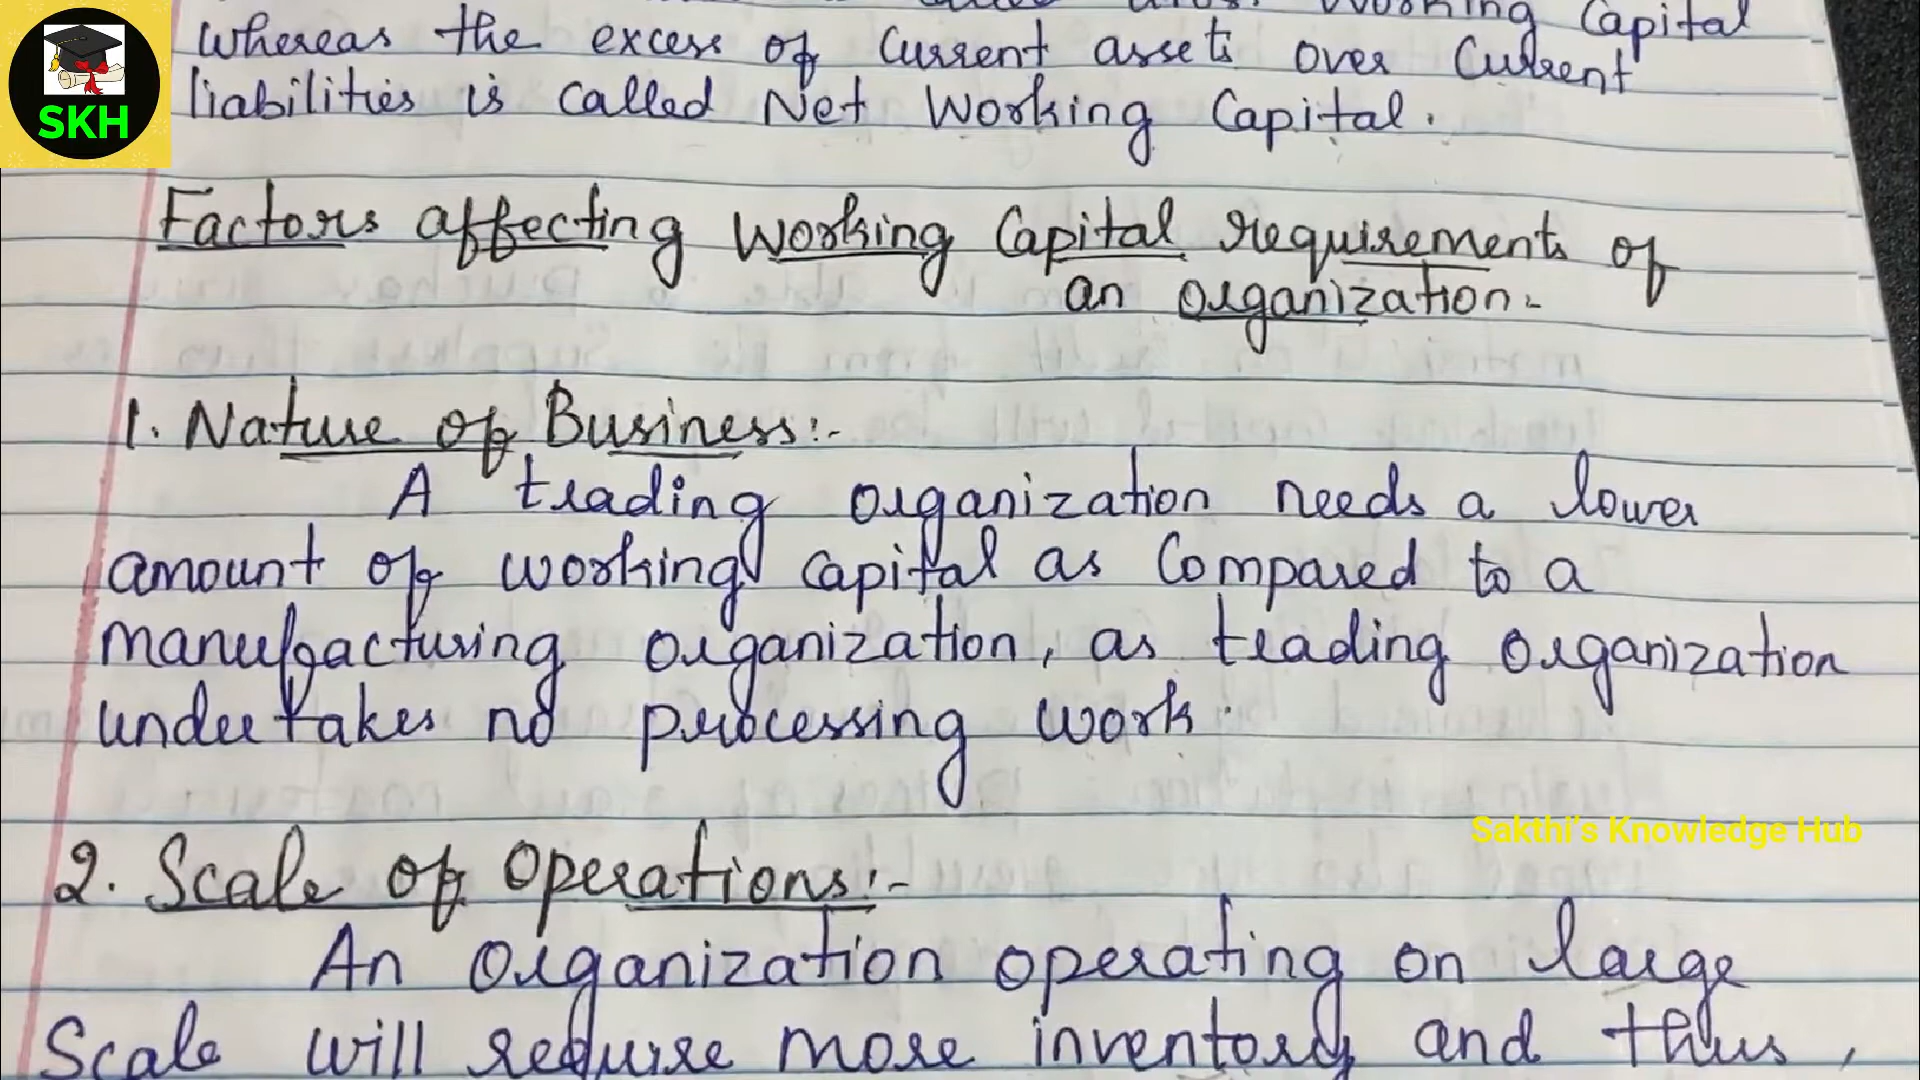 Working Capital
whereas the excess of Current assets over Current
liabilities is called Net Working Capital.
Factors affecting Working Capital requirements of
an organization:-
1. Nature of Business:-
A trading organization needs a lower
amount of working capital as Compared to a
manufacturing organization, as trading organization
undertakes no processing work.
2. Scale of Operations:-
An Organization operating on large
Scale will require more inventory and thus,
SKH
Sakthi's Knowledge Hub